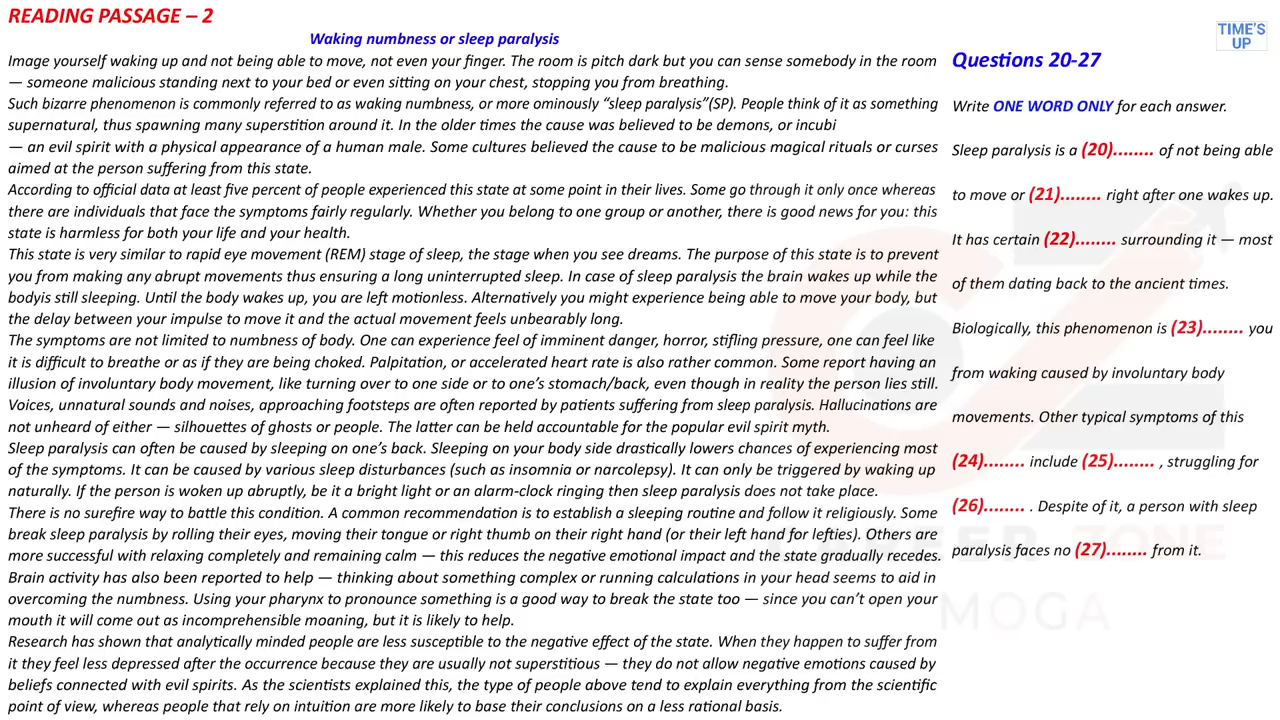 READING PASSAGE – 2
Waking numbness or sleep paralysis
Image yourself waking up and not being able to move, not even your finger. The room is pitch dark but you can sense somebody in the room
— someone malicious standing next to your bed or even sitting on your chest, stopping you from breathing.
Such bizarre phenomenon is commonly referred to as waking numbness, or more ominously “sleep paralysis”(SP). People think of it as something
supernatural, thus spawning many superstition around it. In the older times the cause was believed to be demons, or incubi
— an evil spirit with a physical appearance of a human male. Some cultures believed the cause to be malicious magical rituals or curses
aimed at the person suffering from this state.
According to official data at least five percent of people experienced this state at some point in their lives. Some go through it only once whereas
there are individuals that face the symptoms fairly regularly. Whether you belong to one group or another, there is good news for you: this
state is harmless for both your life and your health.
This state is very similar to rapid eye movement (REM) stage of sleep, the stage when you see dreams. The purpose of this state is to prevent
you from making any abrupt movements thus ensuring a long uninterrupted sleep. In case of sleep paralysis the brain wakes up while the
bodyis still sleeping. Until the body wakes up, you are left motionless. Alternatively you might experience being able to move your body, but
the delay between your impulse to move it and the actual movement feels unbearably long.
The symptoms are not limited to numbness of body. One can experience feel of imminent danger, horror, stifling pressure, one can feel like
it is difficult to breathe or as if they are being choked. Palpitation, or accelerated heart rate is also rather common. Some report having an
illusion of involuntary body movement, like turning over to one side or to one’s stomach/back, even though in reality the person lies still.
Voices, unnatural sounds and noises, approaching footsteps are often reported by patients suffering from sleep paralysis. Hallucinations are
not unheard of either — silhouettes of ghosts or people. The latter can be held accountable for the popular evil spirit myth.
Sleep paralysis can often be caused by sleeping on one’s back. Sleeping on your body side drastically lowers chances of experiencing most
of the symptoms. It can be caused by various sleep disturbances (such as insomnia or narcolepsy). It can only be triggered by waking up
naturally. If the person is woken up abruptly, be it a bright light or an alarm-clock ringing then sleep paralysis does not take place.
There is no surefire way to battle this condition. A common recommendation is to establish a sleeping routine and follow it religiously. Some
break sleep paralysis by rolling their eyes, moving their tongue or right thumb on their right hand (or their left hand for lefties). Others are
more successful with relaxing completely and remaining calm — this reduces the negative emotional impact and the state gradually recedes.
Brain activity has also been reported to help — thinking about something complex or running calculations in your head seems to aid in
overcoming the numbness. Using your pharynx to pronounce something is a good way to break the state too — since you can’t open your
mouth it will come out as incomprehensible moaning, but it is likely to help.
Research has shown that analytically minded people are less susceptible to the negative effect of the state. When they happen to suffer from
it they feel less depressed after the occurrence because they are usually not superstitious — they do not allow negative emotions caused by
beliefs connected with evil spirits. As the scientists explained this, the type of people above tend to explain everything from the scientific
point of view, whereas people that rely on intuition are more likely to base their conclusions on a less rational basis.
TIME'S
UP
Questions 20-27
Write ONE WORD ONLY for each answer.
Sleep paralysis is a (20)........ of not being able
to move or (21)........ right after one wakes up.
It has certain (22)........ surrounding it — most
of them dating back to the ancient times.
Biologically, this phenomenon is (23)........ you
from waking caused by involuntary body
movements. Other typical symptoms of this
(24)........ include (25)........ , struggling for
(26)........ . Despite of it, a person with sleep
paralysis faces no (27)........ from it.
ZONE
MOGA